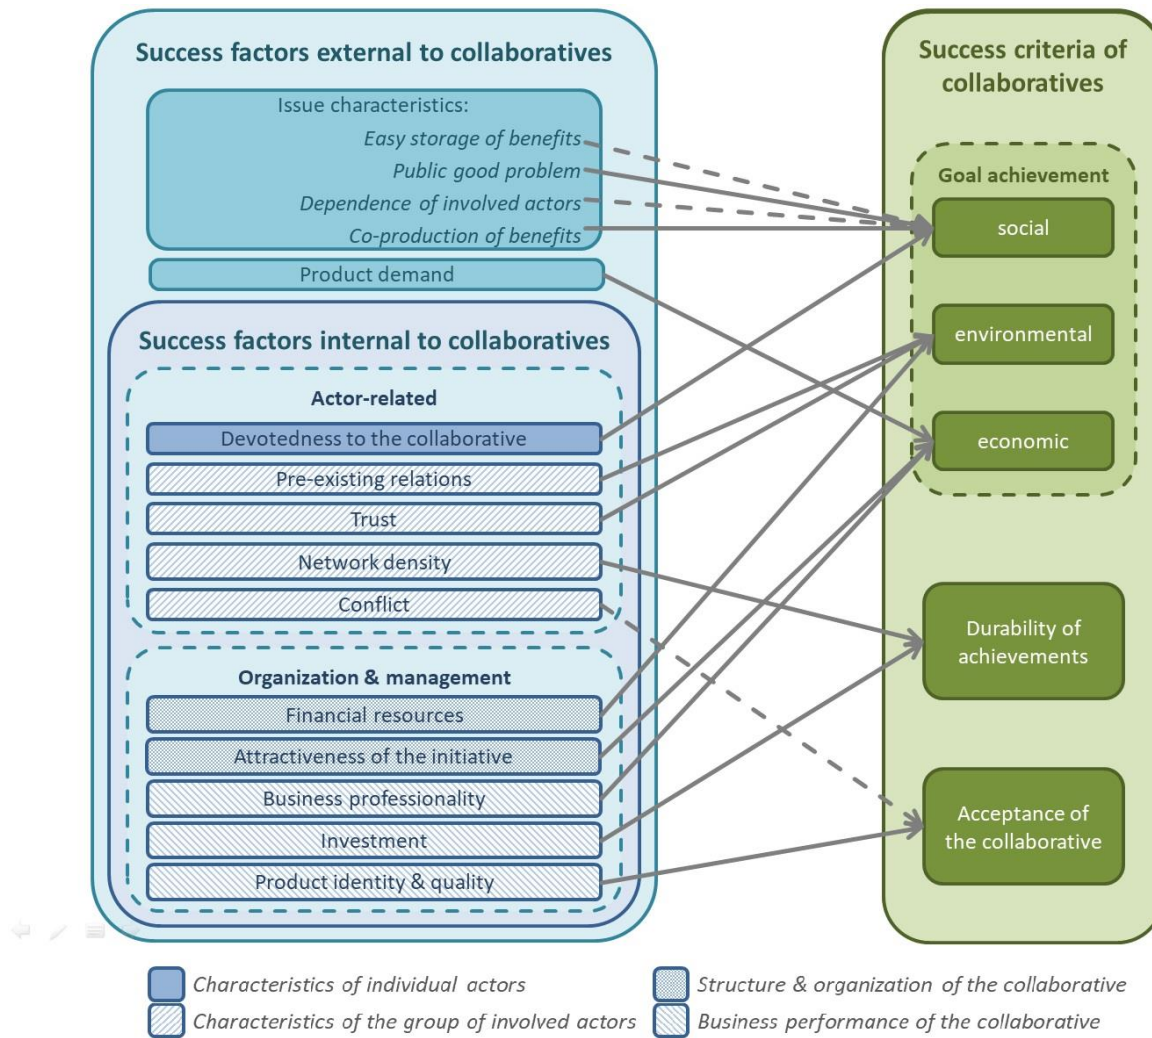 Success factors external to collaboratives
Issue characteristics:
Easy storage of benefits
Public good problem
Dependence of involved actors
Co-production of benefits
Product demand
Success factors internal to collaboratives
Actor-related
Devotedness to the collaborative
Pre-existing relations
Trust
Network density
Conflict
Organization & management
Financial resources
Attractiveness of the initiative
Business professionality
Investment
Product identity & quality
Success criteria of
collaboratives
Goal achievement
social
environmental
economic
Durability of
achievements
Acceptance of
the collaborative
Characteristics of individual actors
Characteristics of the group of involved actors
Structure & organization of the collaborative
Business performance of the collaborative